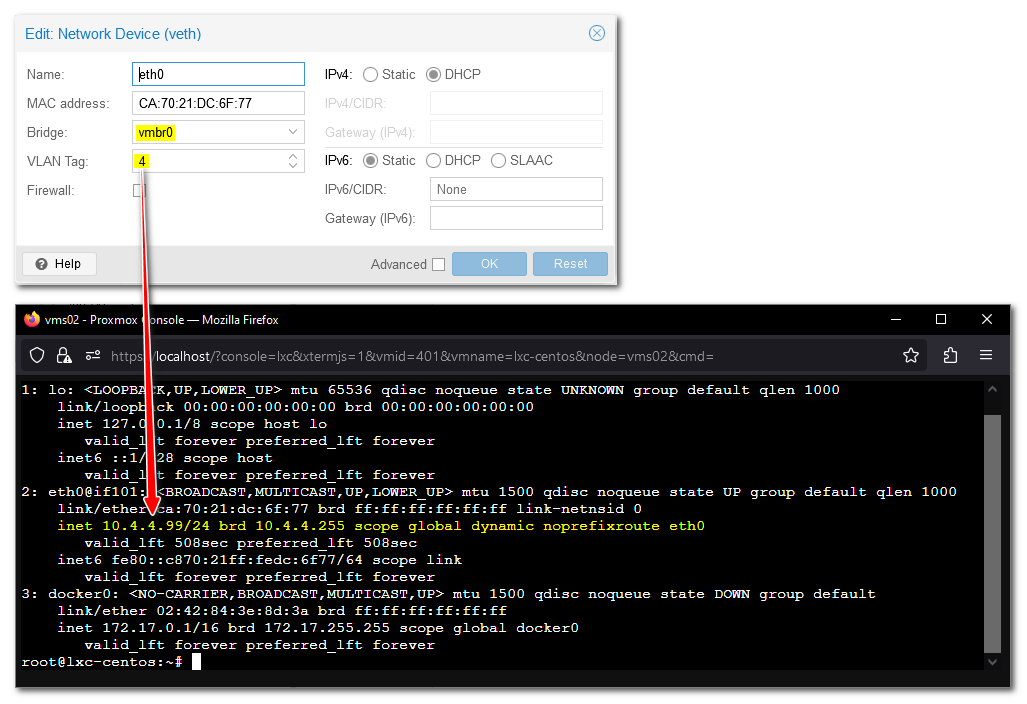 Edit: Network Device (veth)
Name: eth0
MAC address: CA:70:21:DC:6F:77
Bridge: vmbr0
VLAN Tag: 4
Firewall:
IPv4: Static DHCP
IPv4/CIDR:
Gateway (IPv4):
IPv6: Static DHCP SLAAC
IPv6/CIDR: None
Gateway (IPv6):
Help
Advanced OK Reset
vms02 - Proxmox Console — Mozilla Firefox
https://localhost/?console=lxc&xtermjs=1&vmid=401&vmname=lxc-centos&node=vms02&cmd=
1: lo: <LOOPBACK,UP,LOWER_UP> mtu 65536 qdisc noqueue state UNKNOWN group default qlen 1000
link/loopback 00:00:00:00:00:00 brd 00:00:00:00:00:00
inet 127.0.0.1/8 scope host lo
valid_lft forever preferred_lft forever
inet6 ::1/128 scope host
valid_lft forever preferred_lft forever
2: eth0@if101: <BROADCAST,MULTICAST,UP,LOWER_UP> mtu 1500 qdisc noqueue state UP group default qlen 1000
link/ether ca:70:21:dc:6f:77 brd ff:ff:ff:ff:ff:ff link-netnsid 0
inet 10.4.4.99/24 brd 10.4.4.255 scope global dynamic noprefixroute eth0
valid_lft 508sec preferred_lft 508sec
inet6 fe80::c870:21ff:fedc:6f77/64 scope link
valid_lft forever preferred_lft forever
3: docker0: <NO-CARRIER,BROADCAST,MULTICAST,UP> mtu 1500 qdisc noqueue state DOWN group default
link/ether 02:42:84:3e:8d:3a brd ff:ff:ff:ff:ff:ff
inet 172.17.0.1/16 brd 172.17.255.255 scope global docker0
valid_lft forever preferred_lft forever
root@lxc-centos:~#